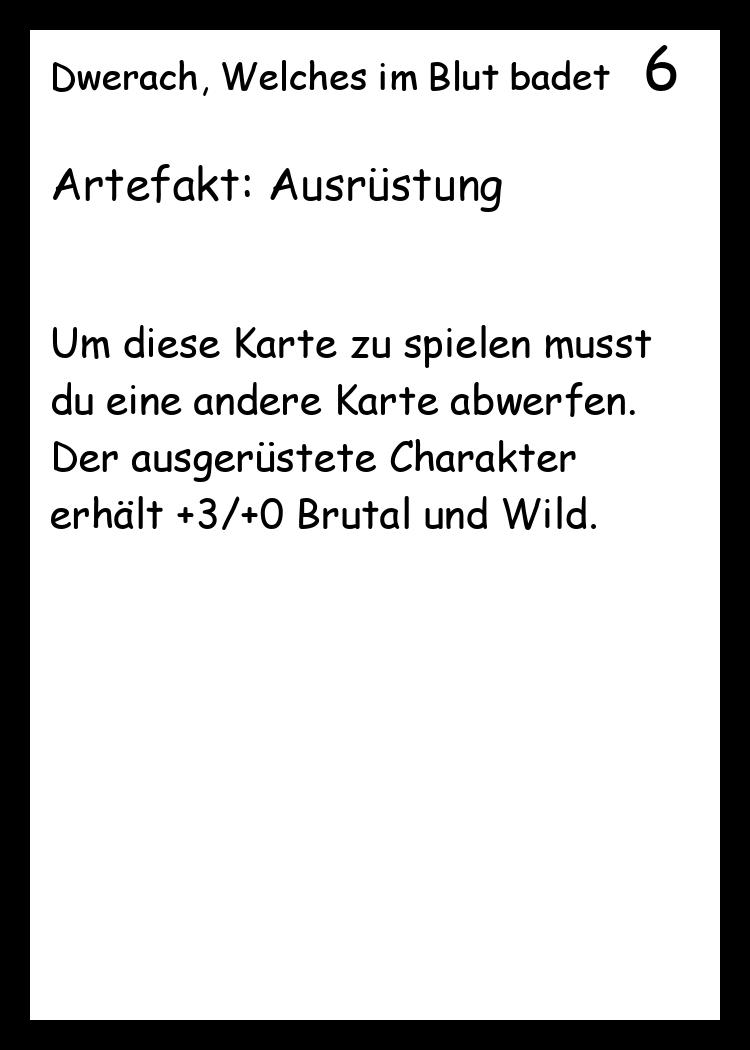 Dwerach, Welches im Blut badet 6
Artefakt: Ausrüstung
Um diese Karte zu spielen musst
du eine andere Karte abwerfen.
Der ausgerüstete Charakter
erhält +3/+0 Brutal und Wild.